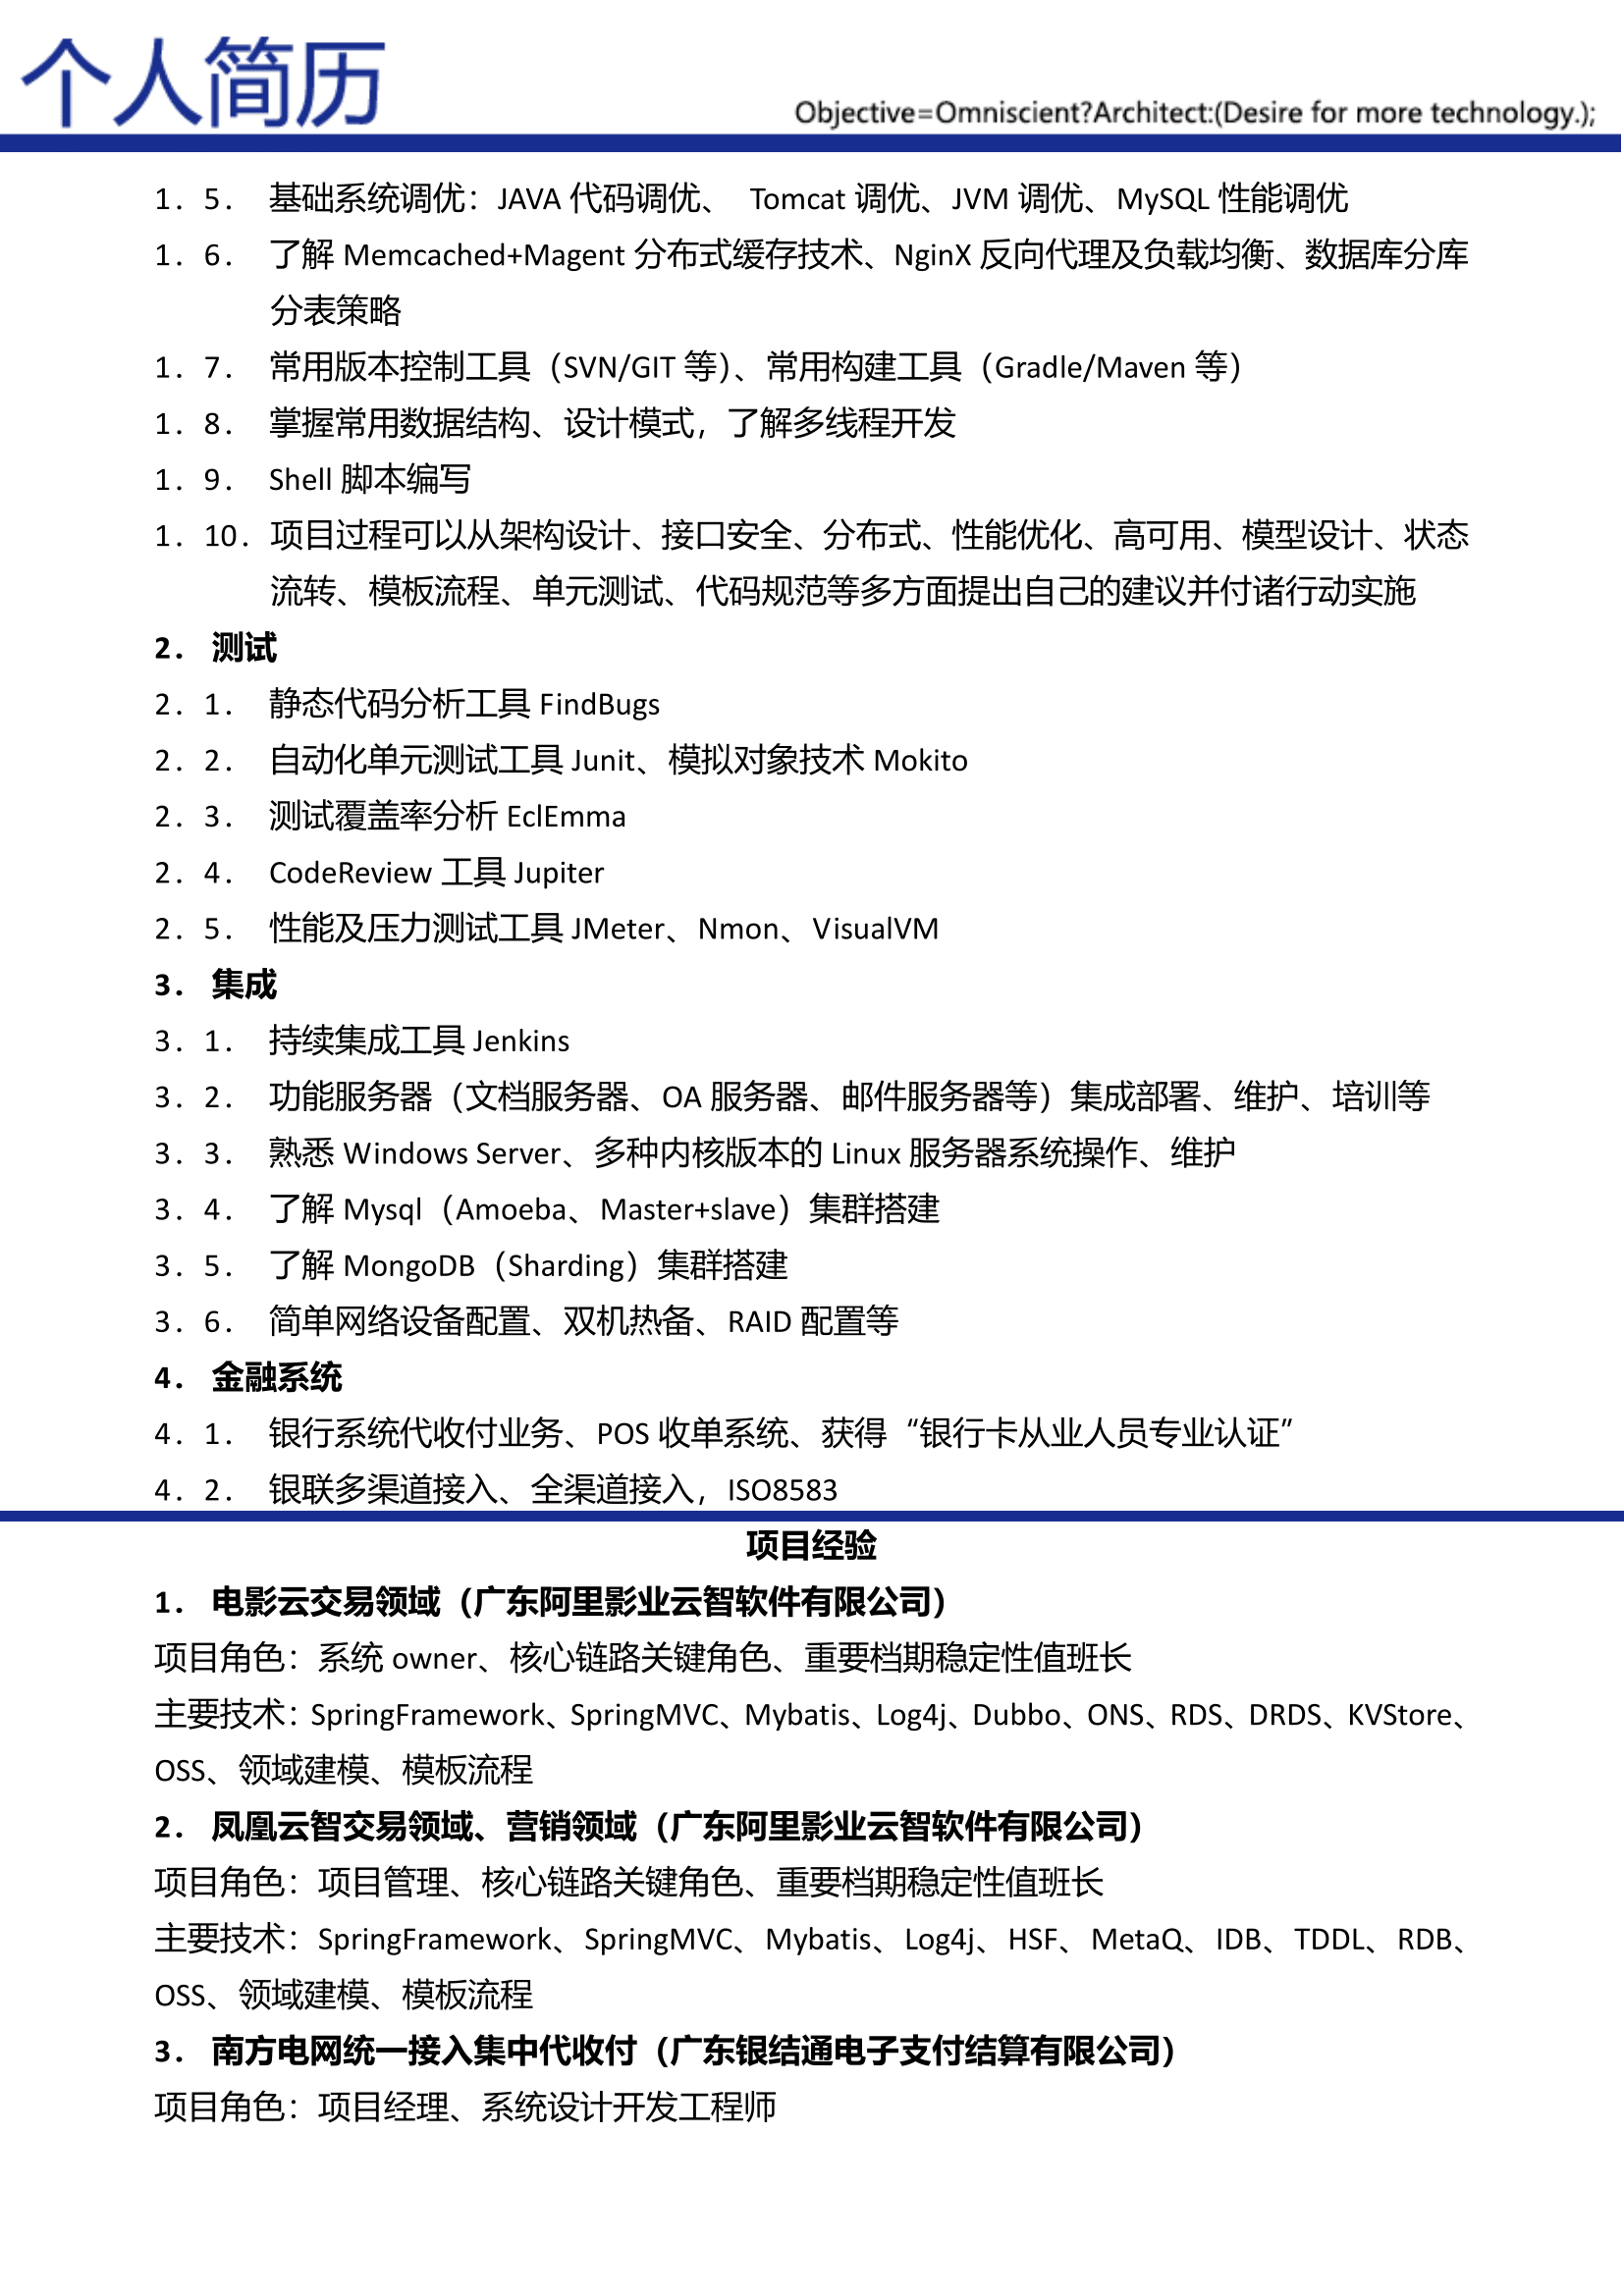 个人简历
Objective=Omniscient?Architect:(Desire for more technology.);
1. 5. 基础系统调优：JAVA 代码调优、 Tomcat 调优、JVM 调优、MySQL 性能调优
1. 6. 了解 Memcached+Magent 分布式缓存技术、NginX 反向代理及负载均衡、数据库分库
分表策略
1. 7. 常用版本控制工具（SVN/GIT 等）、常用构建工具（Gradle/Maven 等）
1. 8. 掌握常用数据结构、设计模式，了解多线程开发
1. 9. Shell 脚本编写
1. 10. 项目过程可以从架构设计、接口安全、分布式、性能优化、高可用、模型设计、状态
流转、模板流程、单元测试、代码规范等多方面提出自己的建议并付诸行动实施
2. 测试
2. 1. 静态代码分析工具 FindBugs
2. 2. 自动化单元测试工具 Junit、模拟对象技术 Mokito
2. 3. 测试覆盖率分析 EclEmma
2. 4. CodeReview 工具 Jupiter
2. 5. 性能及压力测试工具 JMeter、Nmon、VisualVM
3. 集成
3. 1. 持续集成工具 Jenkins
3. 2. 功能服务器（文档服务器、OA 服务器、邮件服务器等）集成部署、维护、培训等
3. 3. 熟悉 Windows Server、多种内核版本的 Linux 服务器系统操作、维护
3. 4. 了解 Mysql（Amoeba、Master+slave）集群搭建
3. 5. 了解 MongoDB（Sharding）集群搭建
3. 6. 简单网络设备配置、双机热备、RAID 配置等
4. 金融系统
4. 1. 银行系统代收付业务、POS 收单系统、获得“银行卡从业人员专业认证”
4. 2. 银联多渠道接入、全渠道接入，ISO8583
项目经验
1. 电影云交易领域（广东阿里影业云智软件有限公司）
项目角色：系统 owner、核心链路关键角色、重要档期稳定性值班长
主要技术：SpringFramework、SpringMVC、Mybatis、Log4j、Dubbo、ONS、RDS、DRDS、KVStore、
OSS、领域建模、模板流程
2. 凤凰云智交易领域、营销领域（广东阿里影业云智软件有限公司）
项目角色：项目管理、核心链路关键角色、重要档期稳定性值班长
主要技术：SpringFramework、SpringMVC、Mybatis、Log4j、HSF、MetaQ、IDB、TDDL、RDB、
OSS、领域建模、模板流程
3. 南方电网统一接入集中代收付（广东银结通电子支付结算有限公司）
项目角色：项目经理、系统设计开发工程师